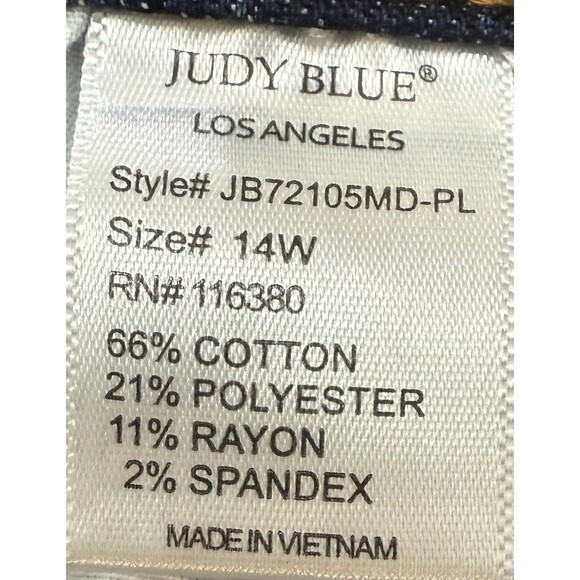 JUDY BLUE®
LOS ANGELES
Style# JB72105MD-PL
Size# 14W
RN# 116380
66% COTTON
21% POLYESTER
11% RAYON
2% SPANDEX
MADE IN VIETNAM